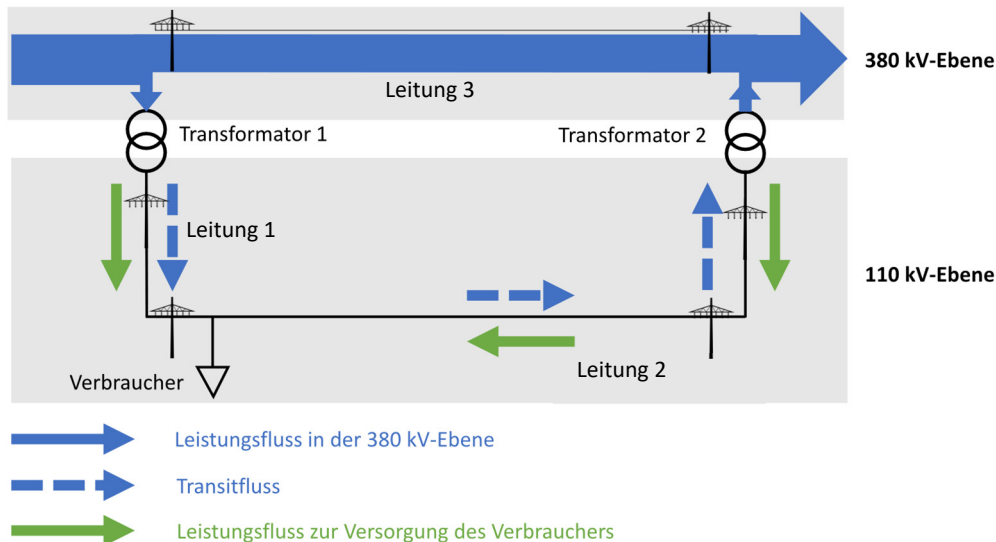 380 kV-Ebene
Leitung 3
Transformator 1
Transformator 2
Leitung 1
110 kV-Ebene
Leitung 2
Verbraucher
Leistungsfluss in der 380 kV-Ebene
Transitfluss
Leistungsfluss zur Versorgung des Verbrauchers